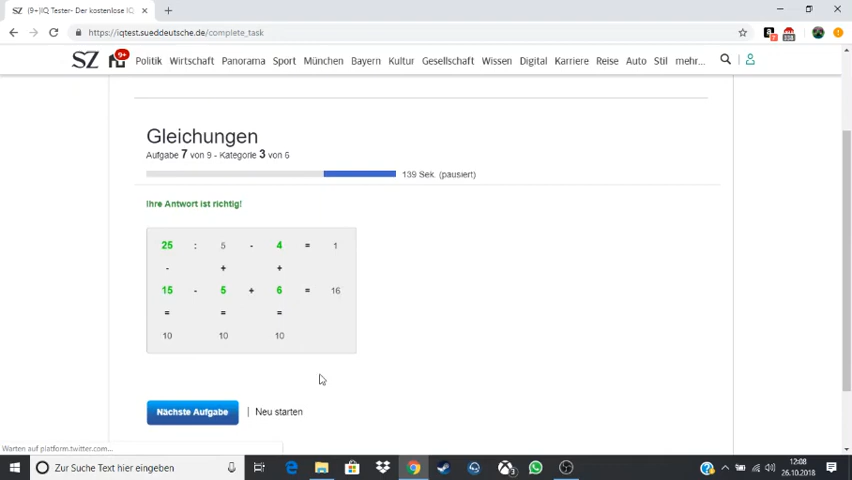 SZ (9+)IQ Tester- Der kostenlose IQ
https://iqtest.sueddeutsche.de/complete_task
SZ 9+ Politik Wirtschaft Panorama Sport München Bayern Kultur Gesellschaft Wissen Digital Karriere Reise Auto Stil mehr...
Gleichungen
Aufgabe 7 von 9 - Kategorie 3 von 6
139 Sek. (pausiert)
Ihre Antwort ist richtig!
25 : 5 - 4 = 1
- + +
15 - 5 + 6 = 16
= = =
10 10 10
Nächste Aufgabe | Neu starten
Warten auf platform.twitter.com...
Zur Suche Text hier eingeben
12:08
26.10.2018